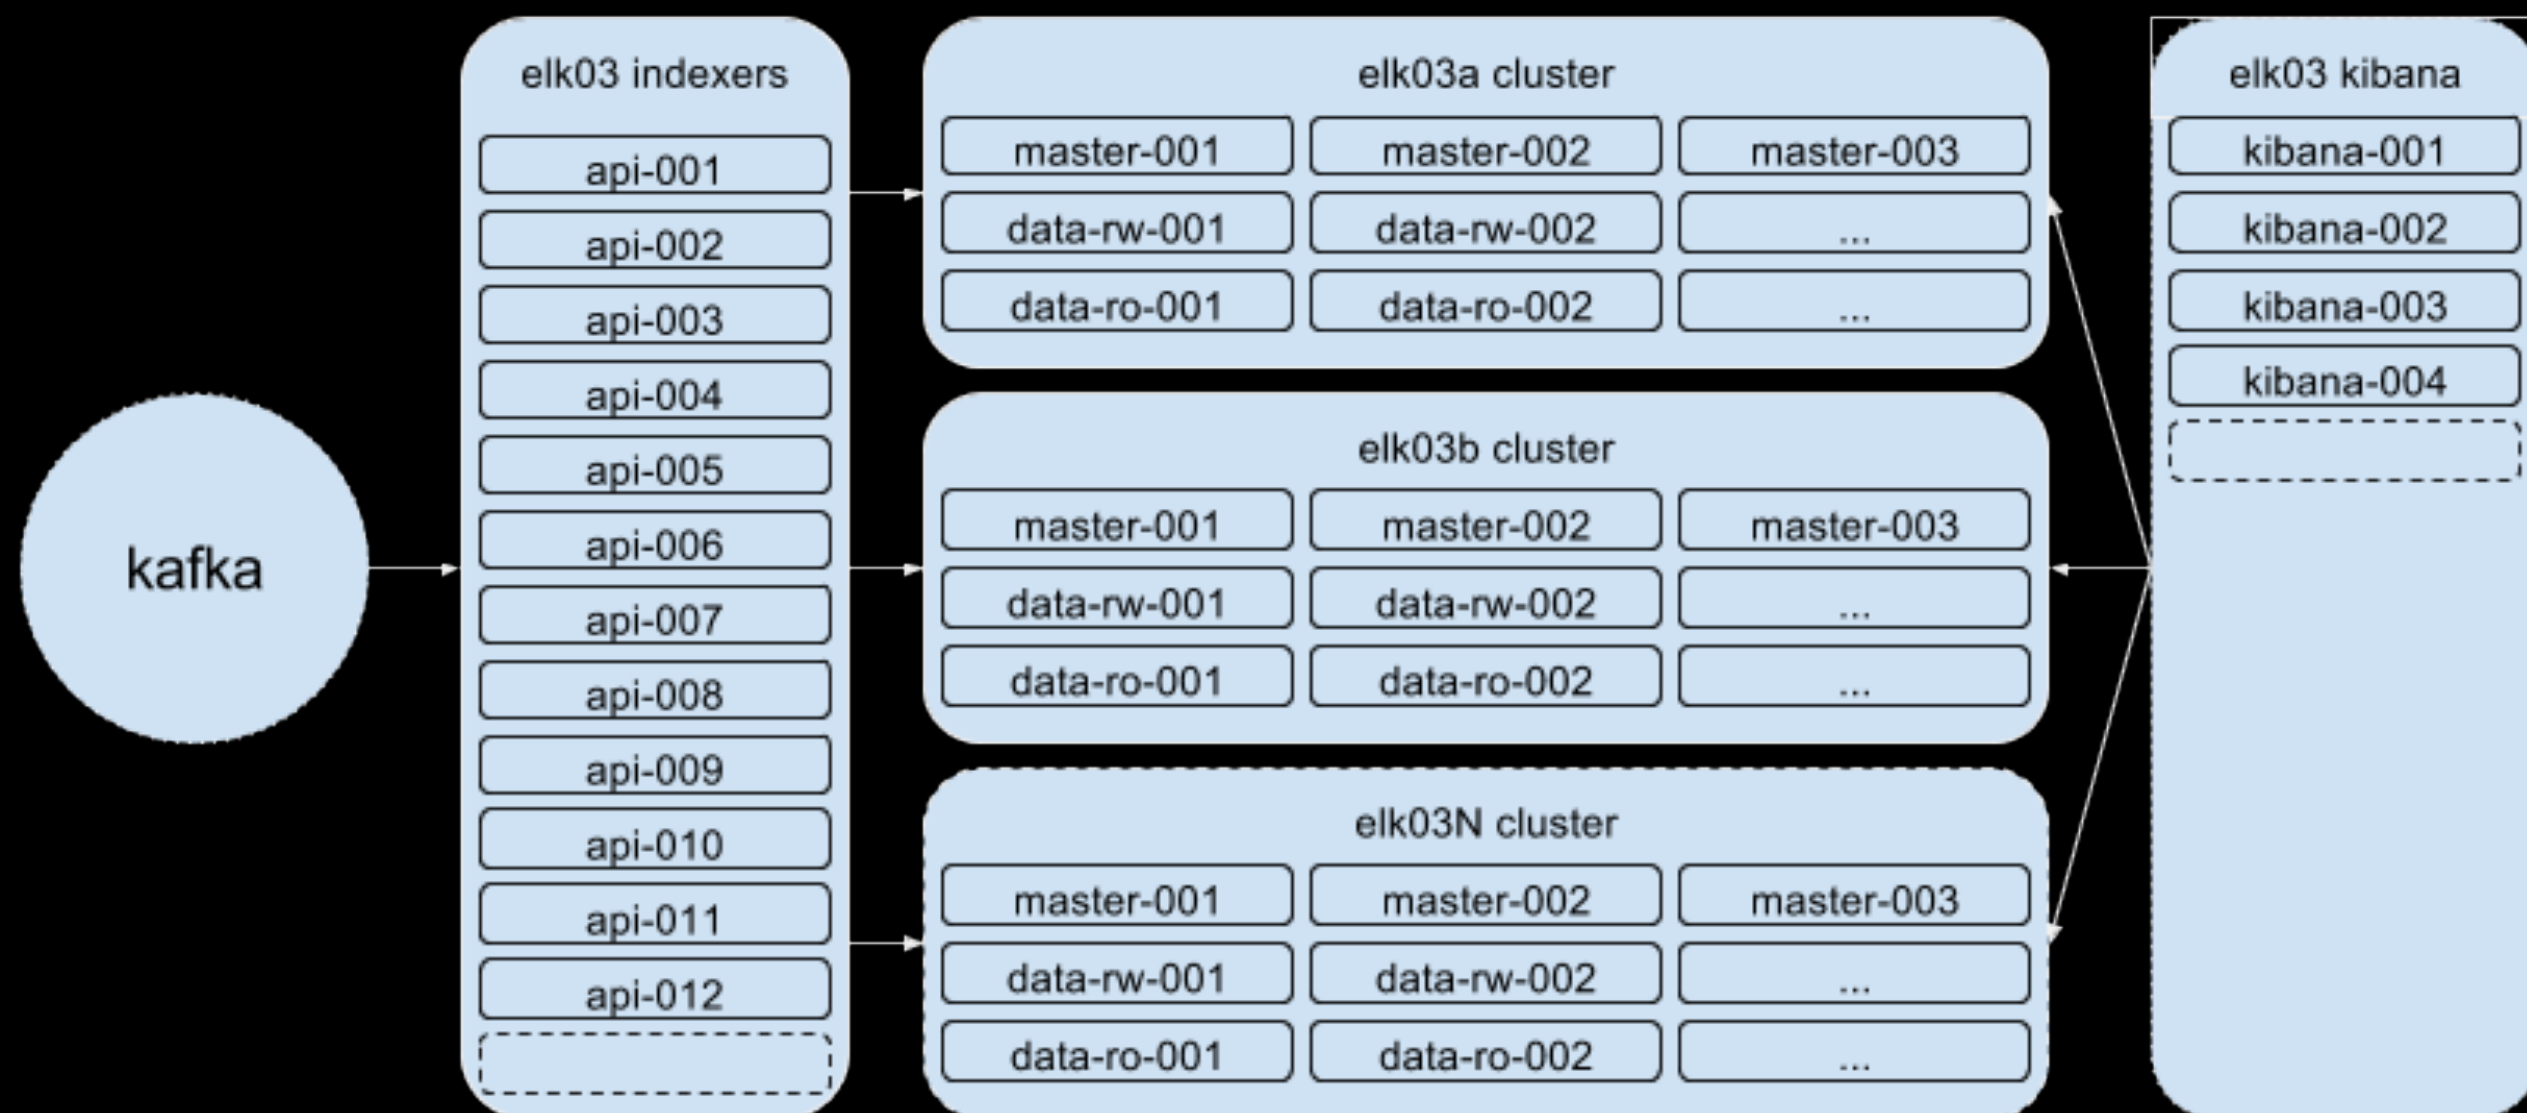 kafka
elk03 indexers
api-001
api-002
api-003
api-004
api-005
api-006
api-007
api-008
api-009
api-010
api-011
api-012
elk03a cluster
master-001 master-002 master-003
data-rw-001 data-rw-002 ...
data-ro-001 data-ro-002 ...
elk03b cluster
master-001 master-002 master-003
data-rw-001 data-rw-002 ...
data-ro-001 data-ro-002 ...
elk03N cluster
master-001 master-002 master-003
data-rw-001 data-rw-002 ...
data-ro-001 data-ro-002 ...
elk03 kibana
kibana-001
kibana-002
kibana-003
kibana-004